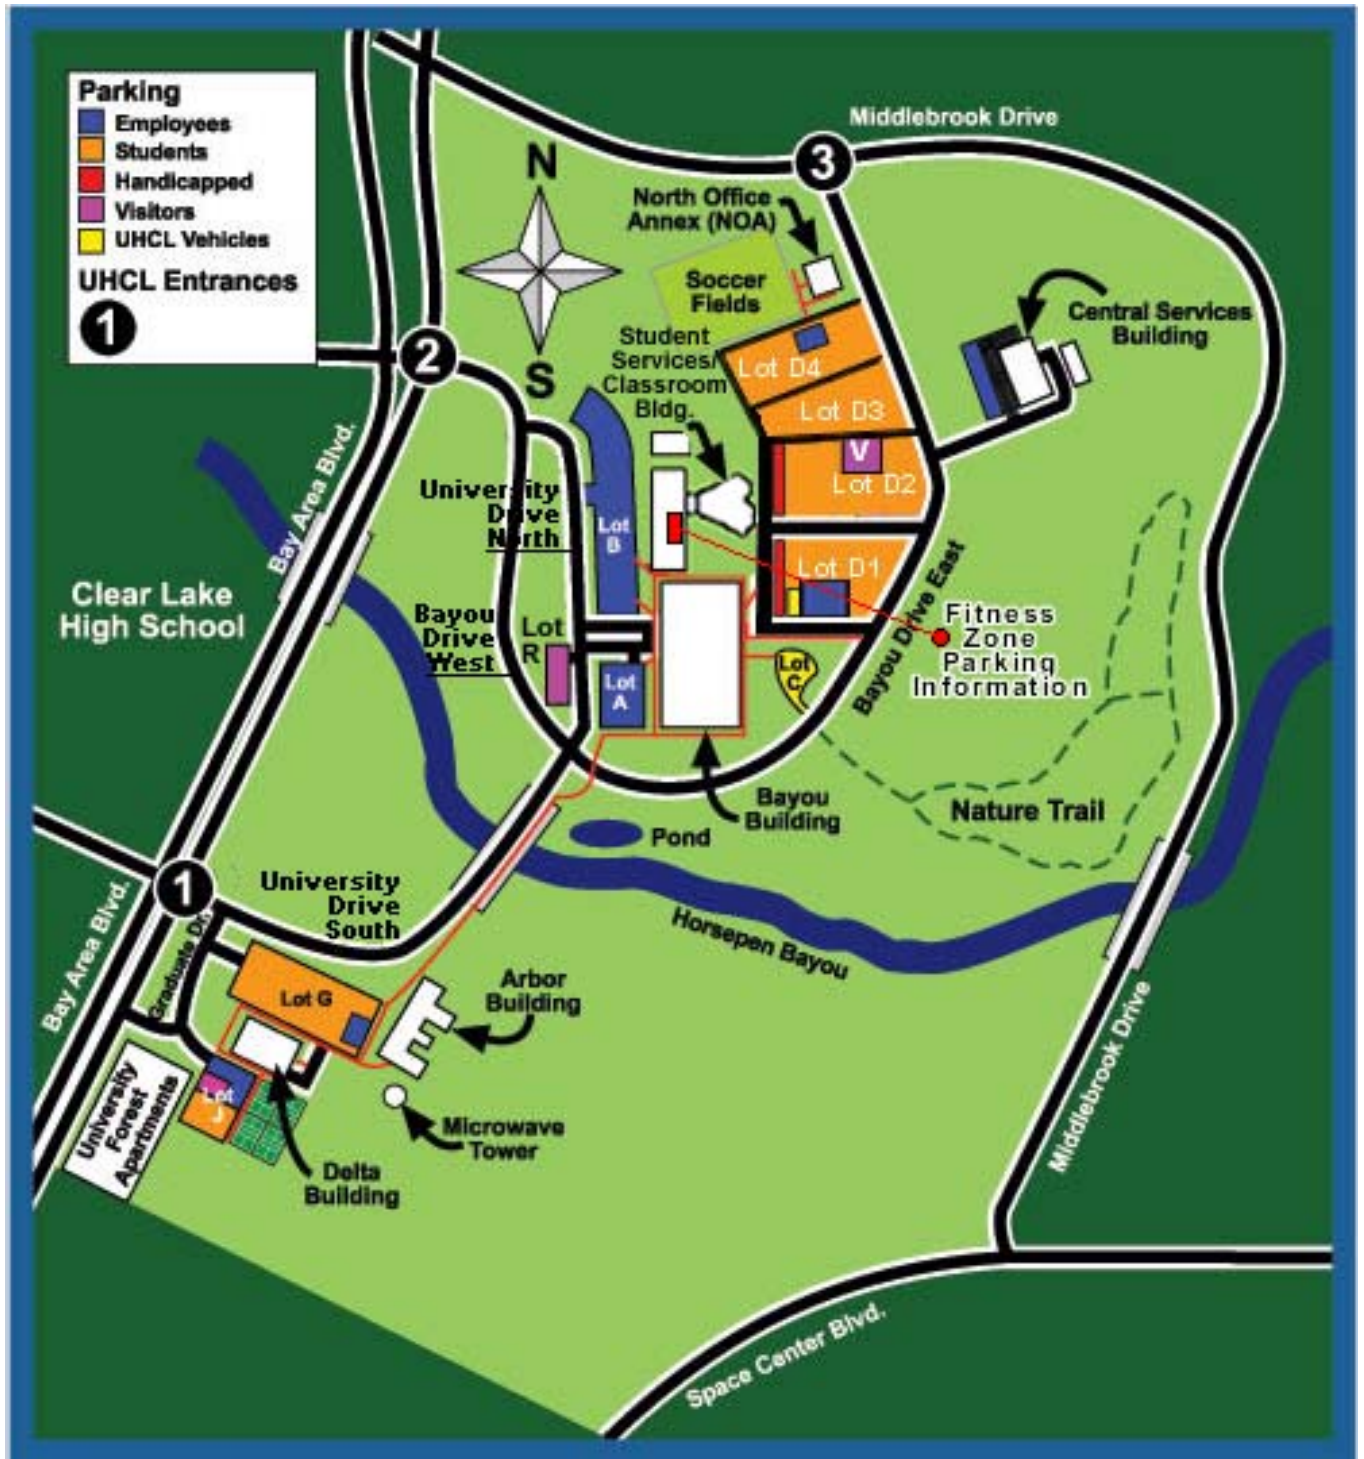 Parking
Employees
Students
Handicapped
Visitors
UHCL Vehicles
UHCL Entrances
1
N
S
2
3
Middlebrook Drive
North Office
Annex (NOA)
Soccer
Fields
Central Services
Building
Student
Services/
Classroom
Bldg.
Lot D4
Lot D3
V
Lot D2
Lot D1
Bay Area Blvd.
University
Drive
North
Lot
B
Clear Lake
High School
Bayou
Drive
West
Lot
R
Lot
A
Lot
C
Bayou Drive East
Fitness
Zone
Parking
Information
Bayou
Building
Nature Trail
Pond
Horsepen Bayou
1
University
Drive
South
Bay Area Blvd.
Graduate Dr.
Lot G
Arbor
Building
Lot
J
University
Forest
Apartments
Microwave
Tower
Delta
Building
Middlebrook Drive
Space Center Blvd.